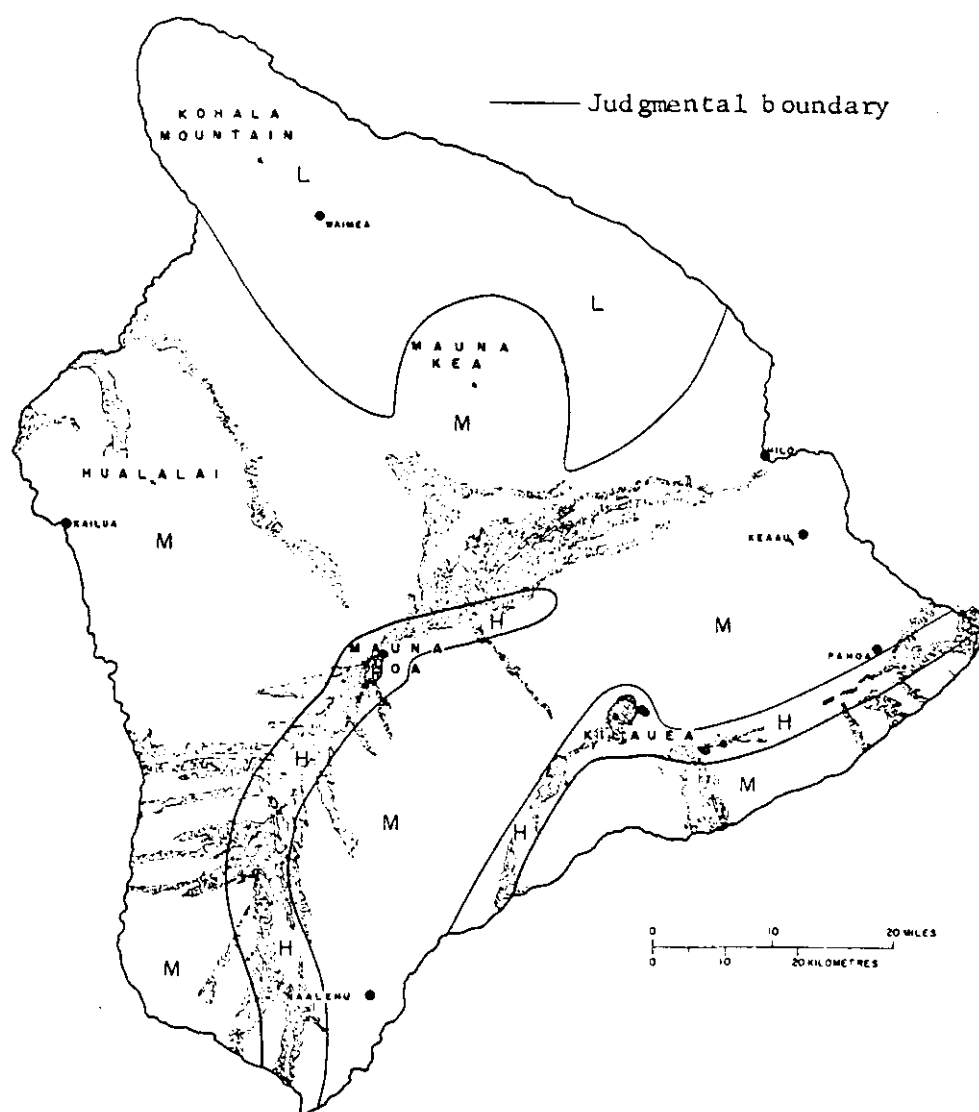 KOHALA
MOUNTAIN
Judgmental boundary
L
WAIMEA
L
MAUNA
KEA
M
HUALALAI
HILO
KAILUA
M
KEAAU
H
M
MAUNA
LOA
PAHOA
H
KILAUEA
H
M
M
H
H
M
NAALEHU
0 10 20 MILES
0 10 20 KILOMETRES